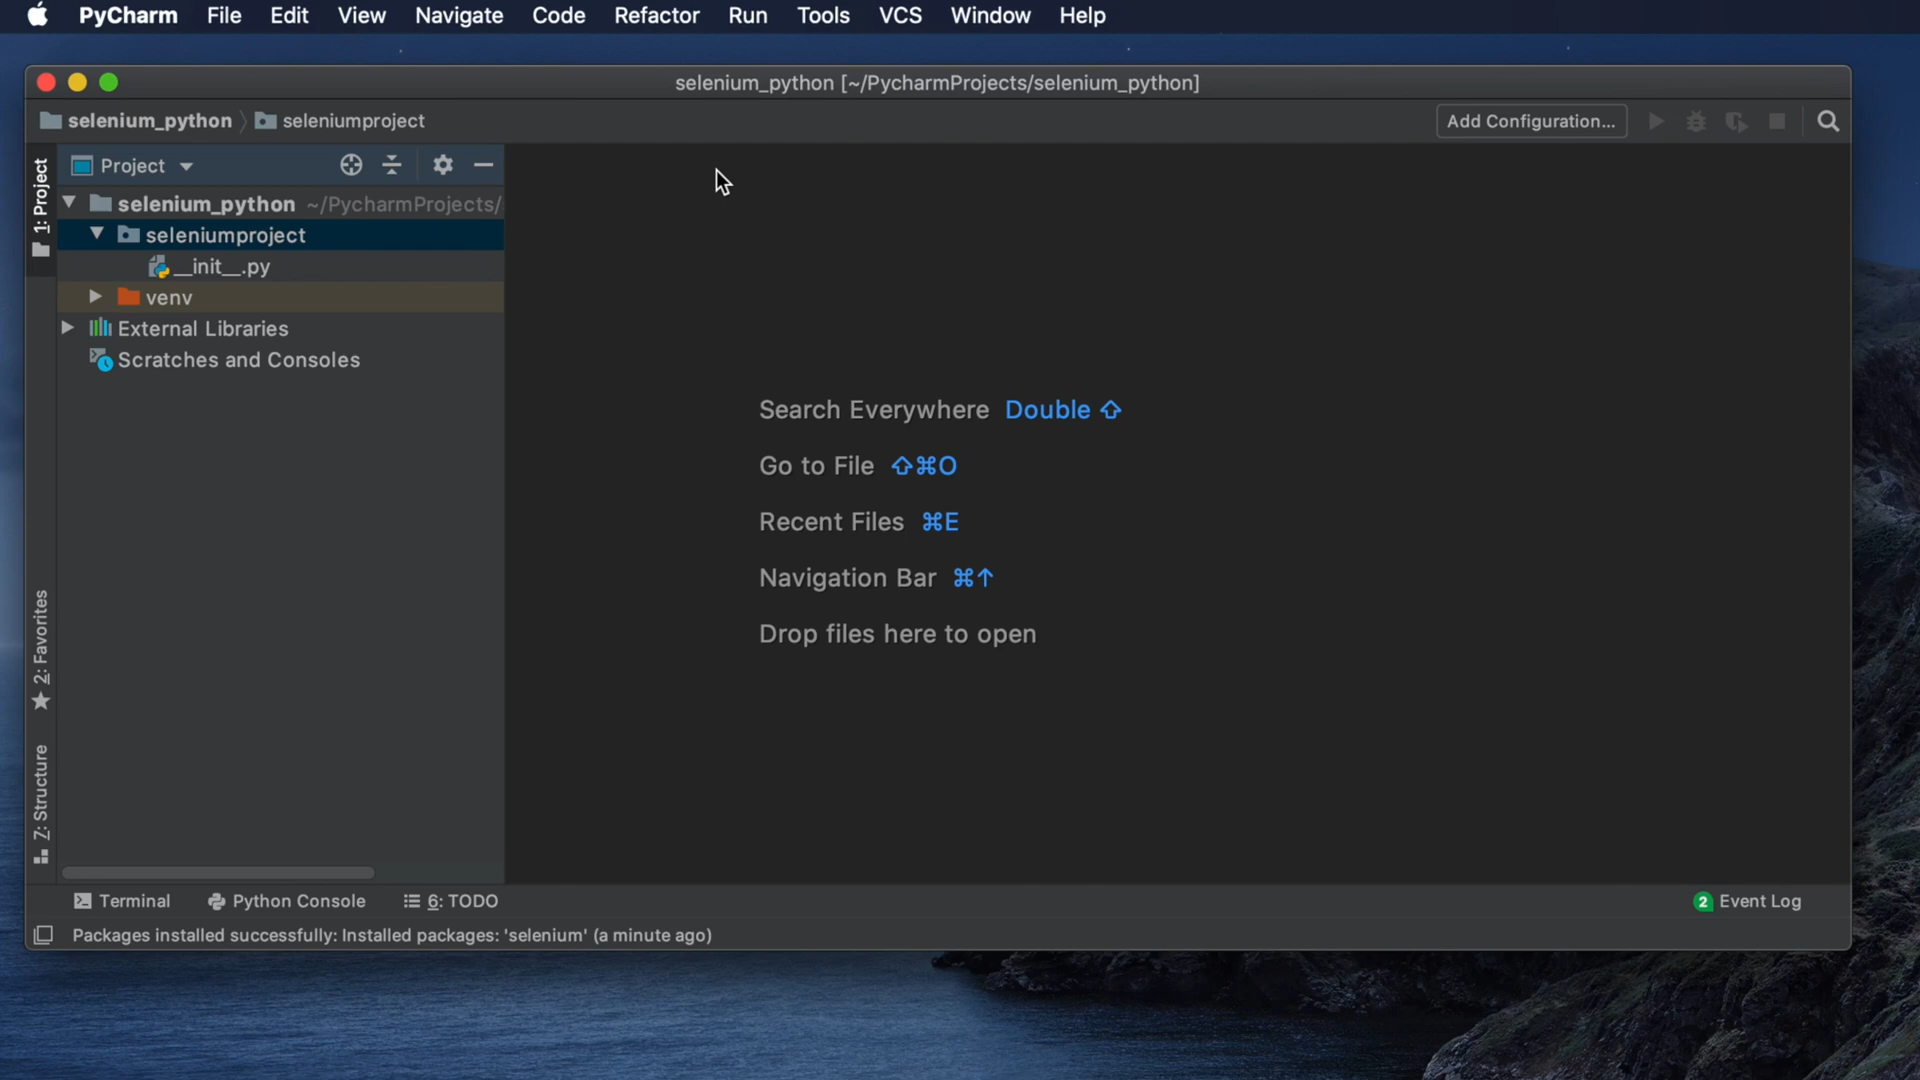 PyCharm File Edit View Navigate Code Refactor Run Tools VCS Window Help
selenium_python [~/PycharmProjects/selenium_python]
selenium_python seleniumproject Add Configuration...
Project
1: Project
selenium_python ~/PycharmProjects/
seleniumproject
__init__.py
venv
External Libraries
Scratches and Consoles
Search Everywhere Double ⇧
Go to File ⇧⌘O
Recent Files ⌘E
Navigation Bar ⌘↑
Drop files here to open
2: Favorites
7: Structure
Terminal Python Console 6: TODO 2 Event Log
Packages installed successfully: Installed packages: 'selenium' (a minute ago)